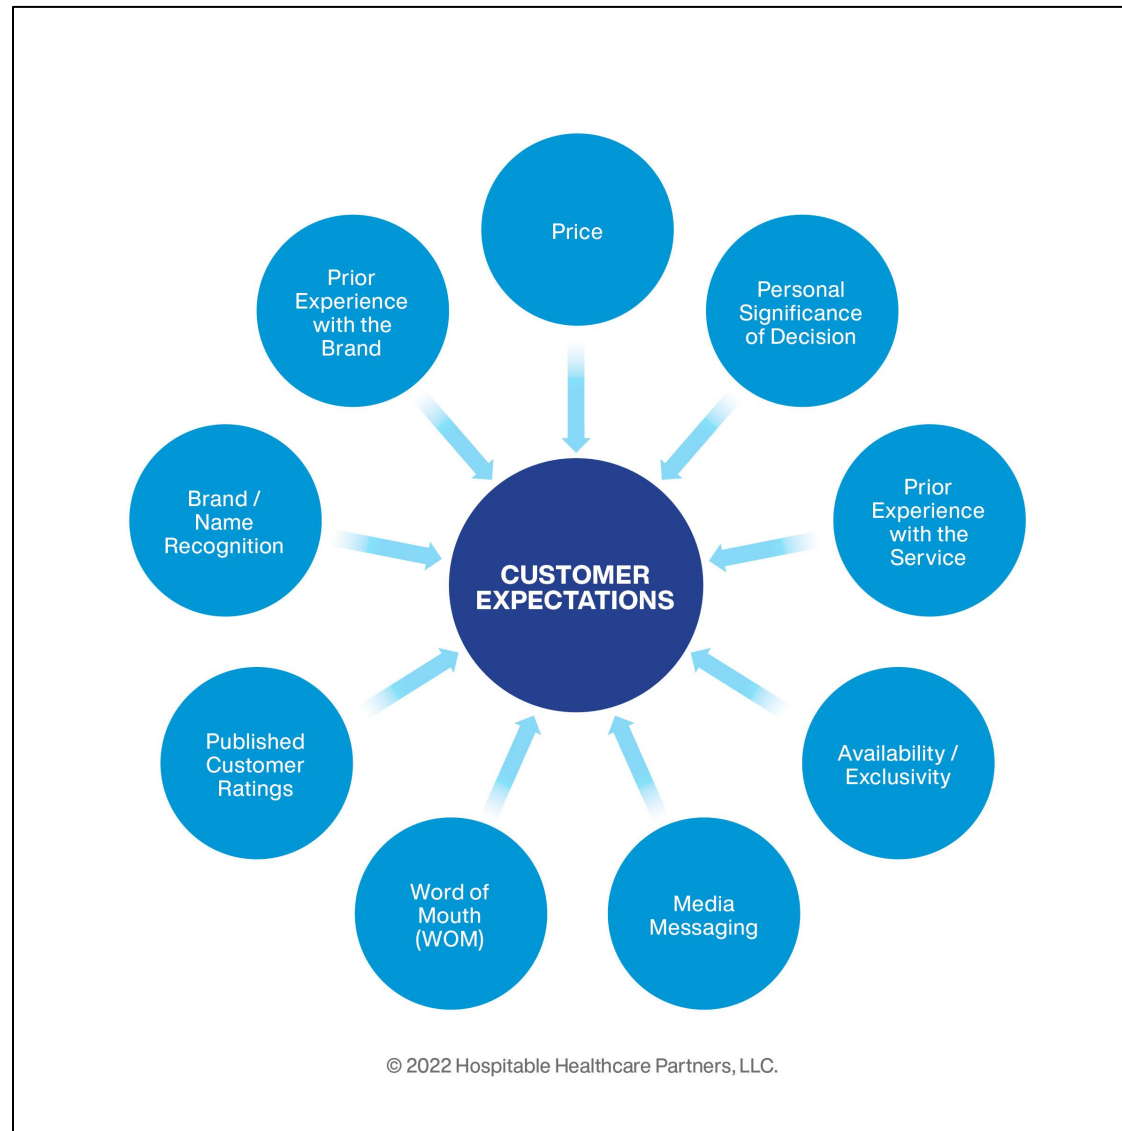 Price
Personal
Significance
of Decision
Prior
Experience
with the
Service
Availability /
Exclusivity
Media
Messaging
Word of
Mouth
(WOM)
Published
Customer
Ratings
Brand /
Name
Recognition
Prior
Experience
with the
Brand
CUSTOMER
EXPECTATIONS
© 2022 Hospitable Healthcare Partners, LLC.